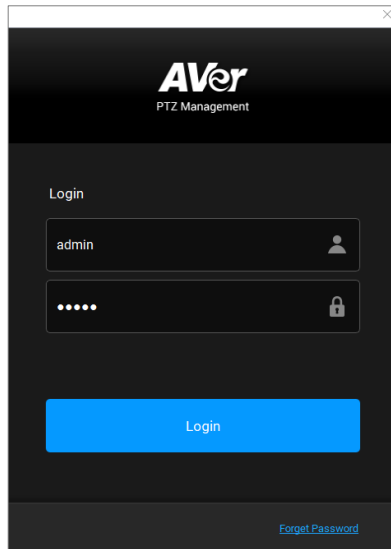 AVer
PTZ Management
Login
admin
•••••
Login
Forget Password